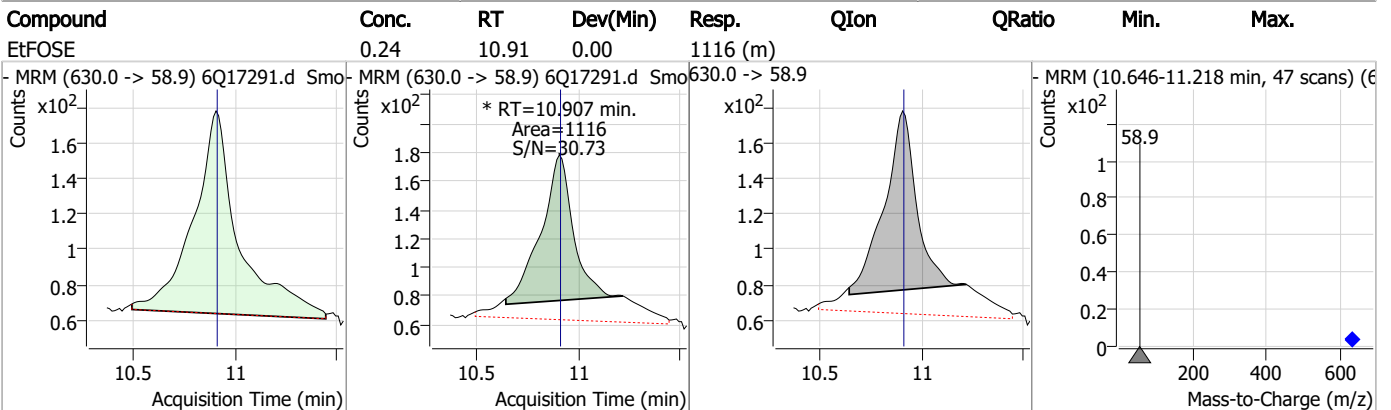 Compound Conc. RT Dev(Min) Resp. QIon QRatio Min. Max.
EtFOSE 0.24 10.91 0.00 1116 (m)
- MRM (630.0 -> 58.9) 6Q17291.d Smo
Counts
x10²
1.6
1.4
1.2
1
0.8
0.6
10.5 11
Acquisition Time (min)
- MRM (630.0 -> 58.9) 6Q17291.d Smo
Counts
x10²
* RT=10.907 min.
Area=1116
S/N=30.73
1.8
1.6
1.4
1.2
1
0.8
0.6
10.5 11
Acquisition Time (min)
630.0 -> 58.9
x10²
1.6
1.4
1.2
1
0.8
0.6
10.5 11
Acquisition Time (min)
- MRM (10.646-11.218 min, 47 scans) (6
Counts
x10²
58.9
1
0.8
0.6
0.4
0.2
0
200 400 600
Mass-to-Charge (m/z)